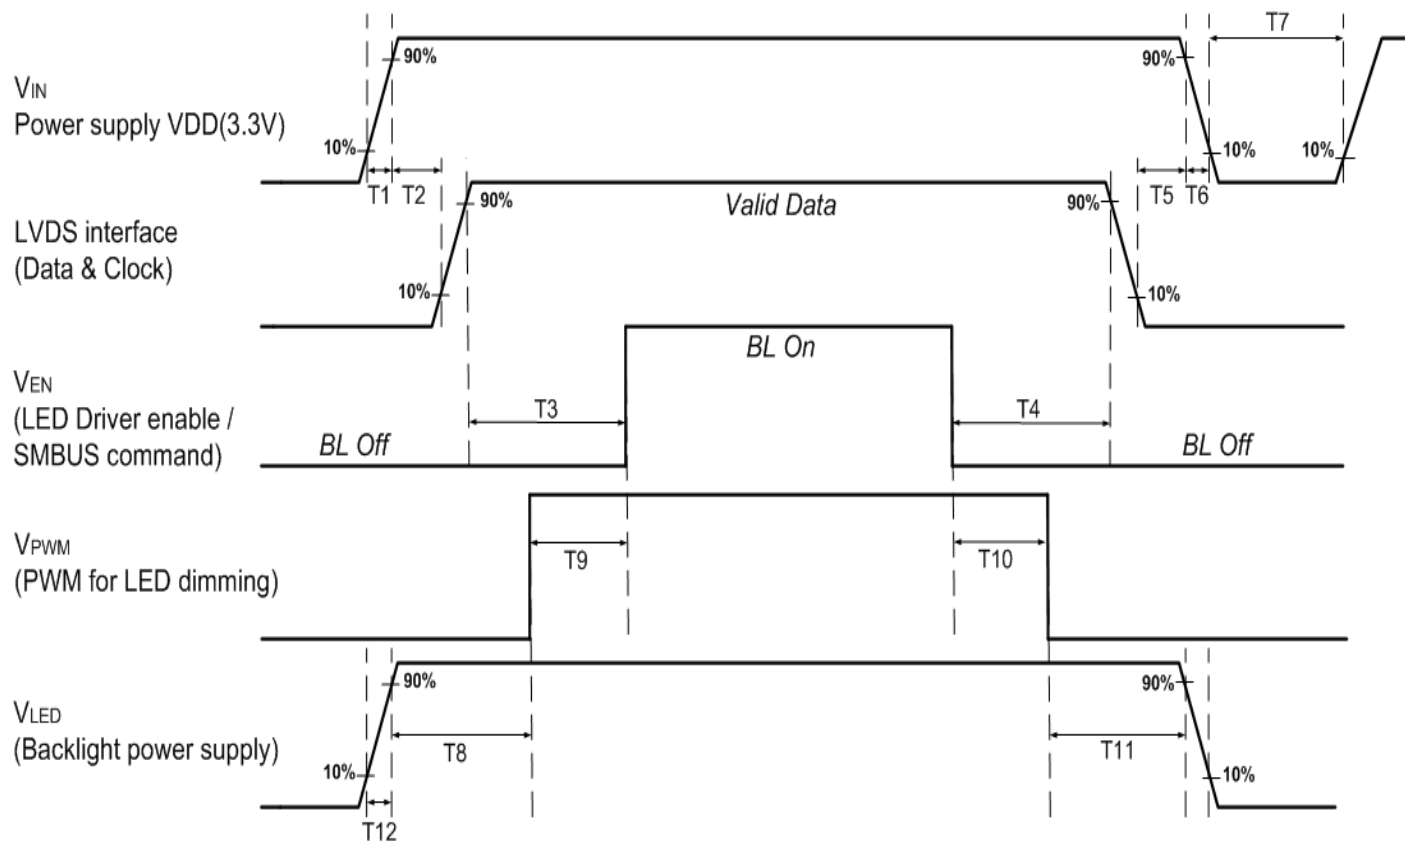 T7
90%
90%
VIN
Power supply VDD(3.3V)
10%
10%
10%
T1
T2
T5
T6
90%
Valid Data
90%
LVDS interface
(Data & Clock)
10%
10%
BL On
VEN
(LED Driver enable /
SMBUS command)
T3
T4
BL Off
BL Off
VPWM
(PWM for LED dimming)
T9
T10
90%
90%
VLED
(Backlight power supply)
T8
T11
10%
10%
T12